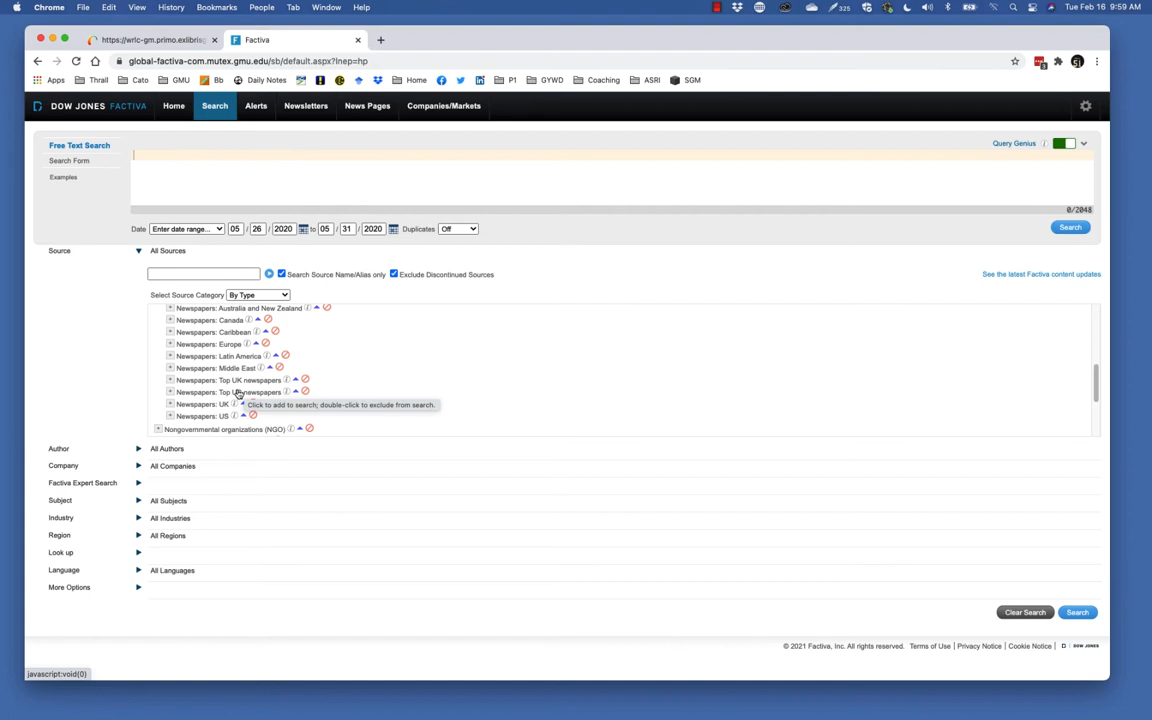 Chrome File Edit View History Bookmarks People Tab Window Help
325
Tue Feb 16 9:59 AM
https://wrlc-gm.primo.exlibrisg
Factiva
global-factiva-com.mutex.gmu.edu/sb/default.aspx?lnep=hp
Apps Thrall Cato GMU Bb Daily Notes Home P1 GYWD Coaching ASRI SGM
DOW JONES FACTIVA Home Search Alerts Newsletters News Pages Companies/Markets
Free Text Search
Query Genius
Search Form
Examples
0/2048
Date Enter date range... 05 / 26 / 2020 to 05 / 31 / 2020 Duplicates Off
Search
Source All Sources
Search Source Name/Alias only Exclude Discontinued Sources
See the latest Factiva content updates
Select Source Category By Type
Newspapers: Australia and New Zealand
Newspapers: Canada
Newspapers: Caribbean
Newspapers: Europe
Newspapers: Latin America
Newspapers: Middle East
Newspapers: Top UK newspapers
Newspapers: Top newspapers
Newspapers: UK
Click to add to search; double-click to exclude from search.
Newspapers: US
Nongovernmental organizations (NGO)
Author All Authors
Company All Companies
Factiva Expert Search
Subject All Subjects
Industry All Industries
Region All Regions
Look up
Language All Languages
More Options
Clear Search Search
© 2021 Factiva, Inc. All rights reserved. Terms of Use | Privacy Notice | Cookie Notice | DOW JONES
javascript:void(0)